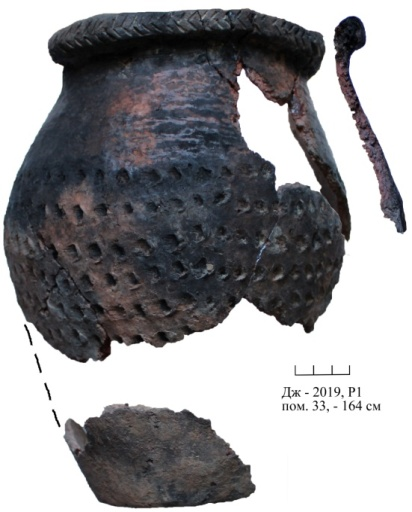 Дж - 2019, Р1
пом. 33, - 164 см